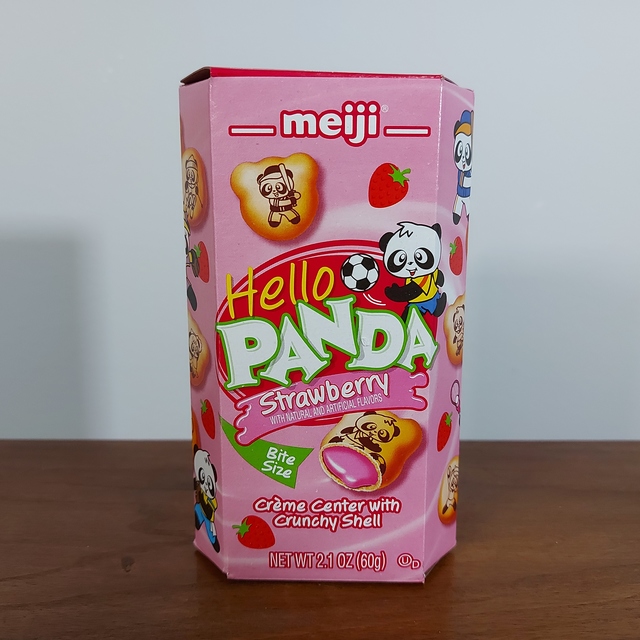 meiji®
Hello
PANDA
Strawberry
WITH NATURAL AND ARTIFICIAL FLAVORS
Bite
Size
Crème Center with
Crunchy Shell
NET WT 2.1 OZ (60g) ⓊD